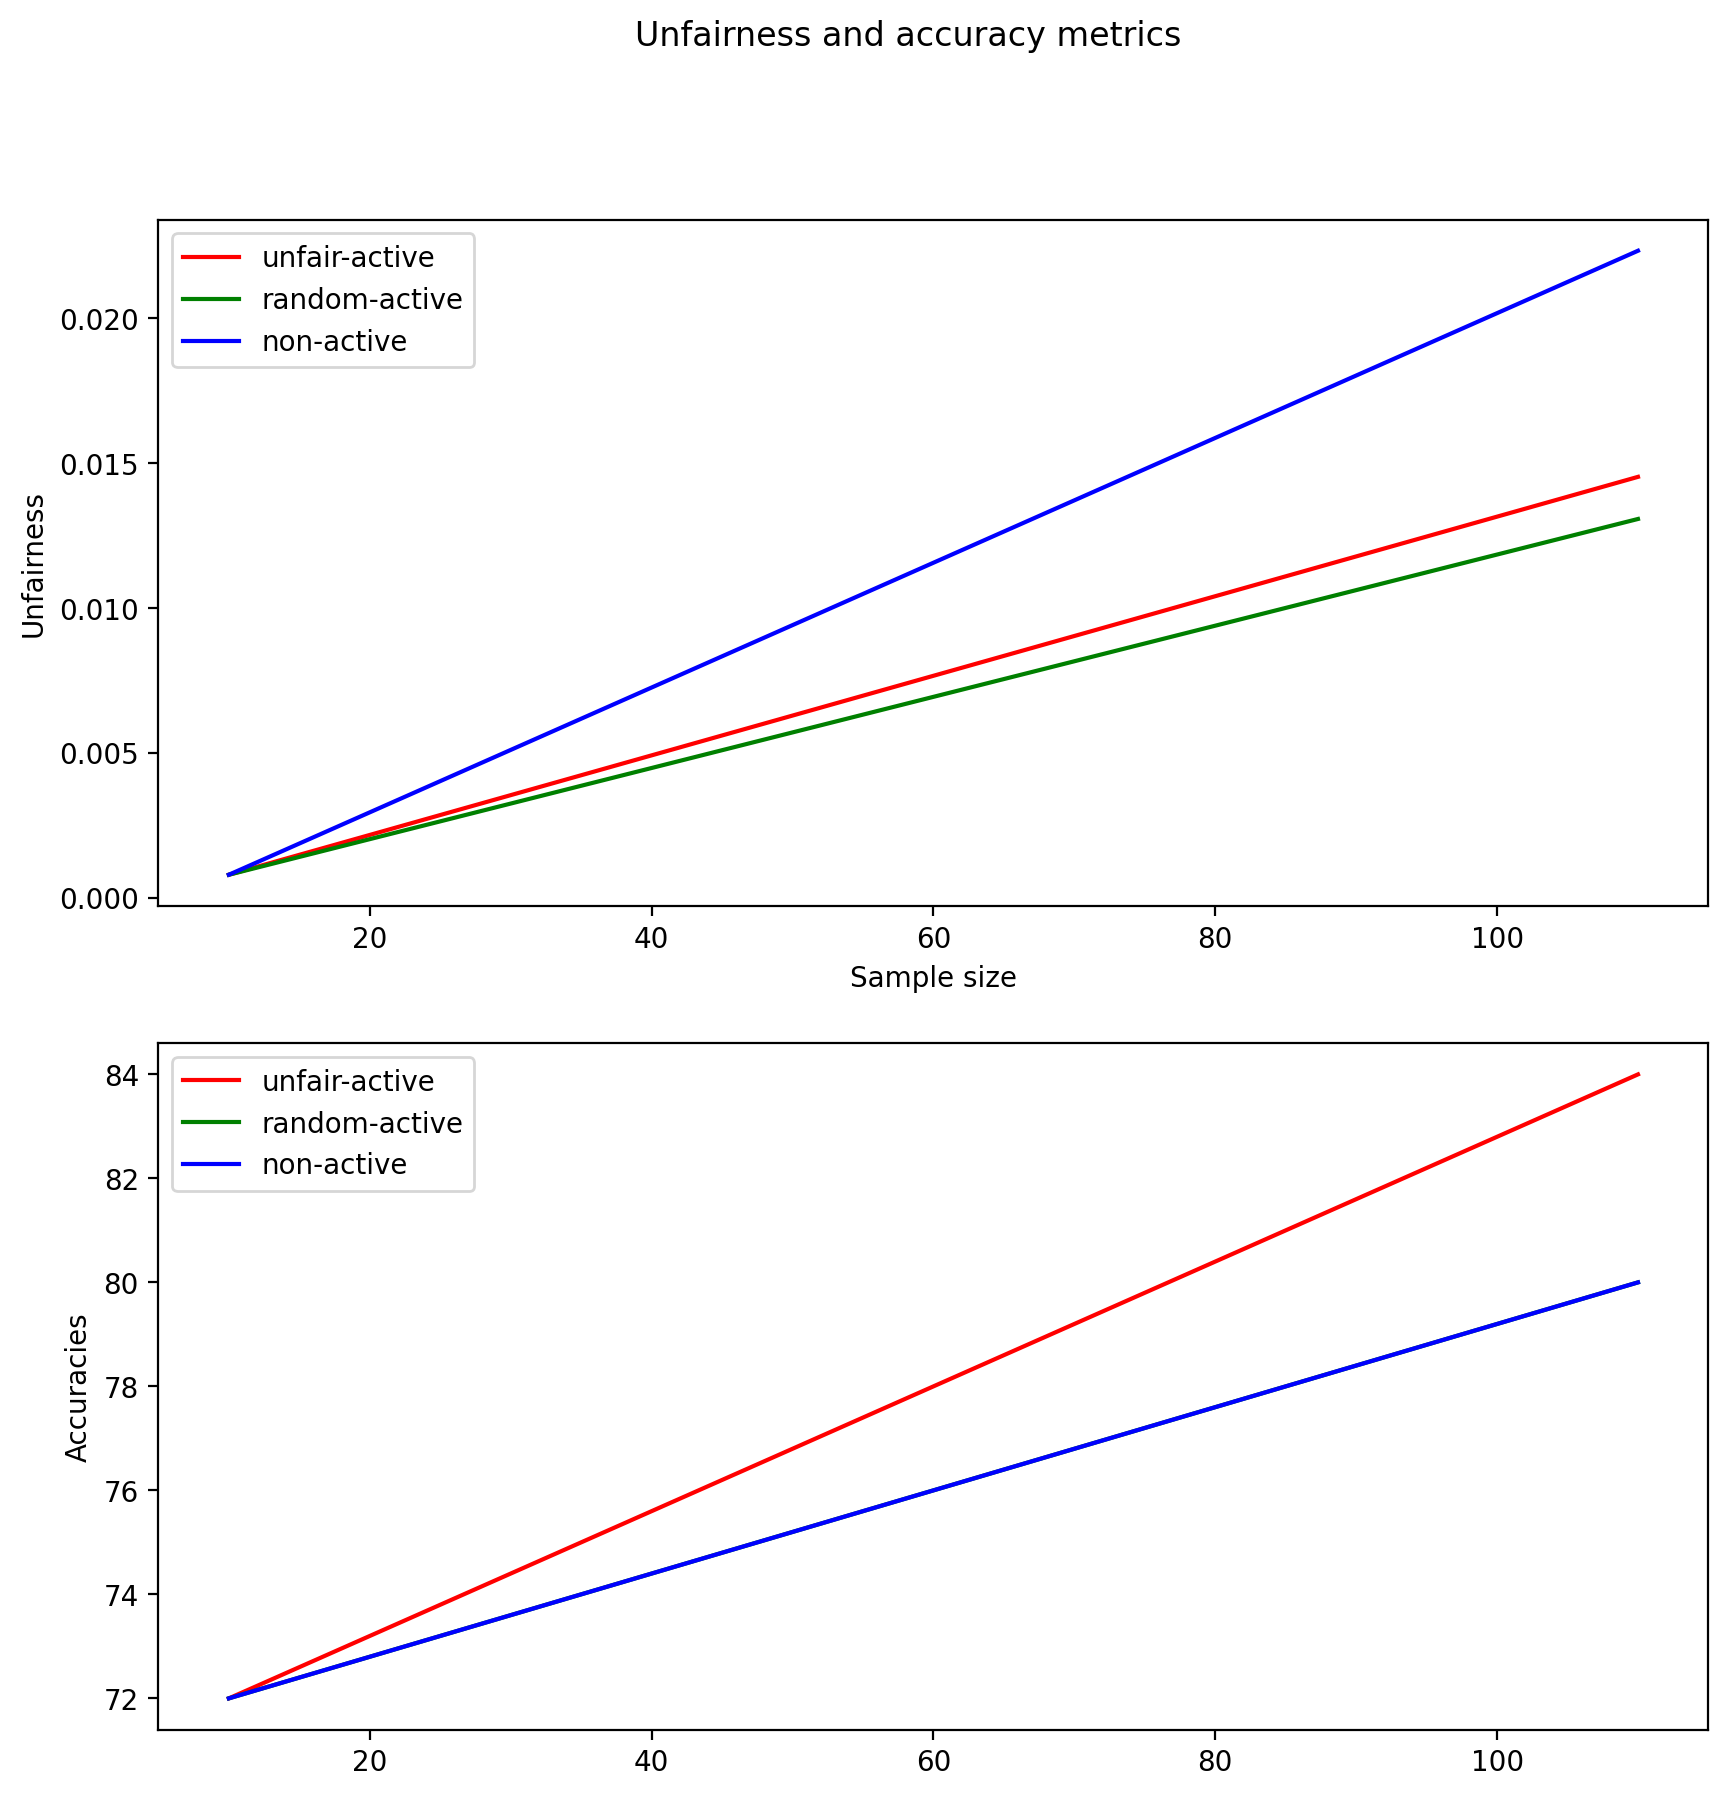 Unfairness and accuracy metrics
unfair-active
random-active
non-active
0.020
0.015
0.010
0.005
0.000
Unfairness
20 40 60 80 100
Sample size
unfair-active
random-active
non-active
84
82
80
78
76
74
72
Accuracies
20 40 60 80 100